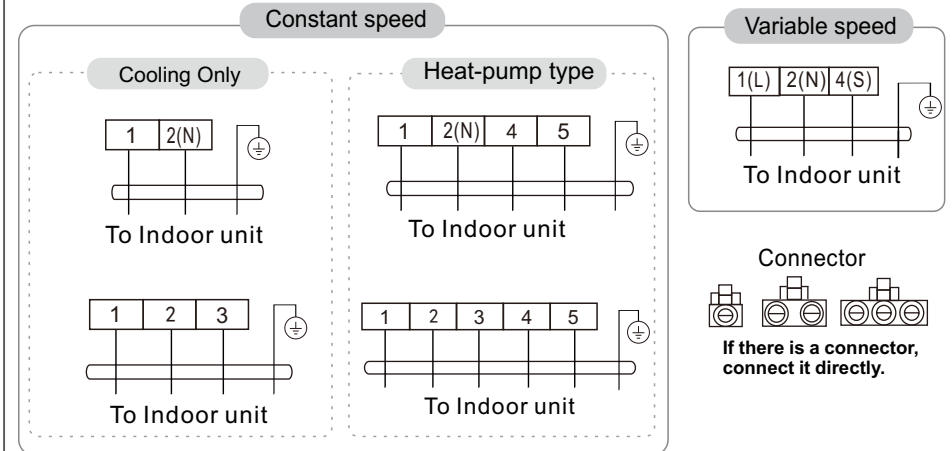 Constant speed
Cooling Only
1 2(N)
To Indoor unit
1 2 3
To Indoor unit
Heat-pump type
1 2(N) 4 5
To Indoor unit
1 2 3 4 5
To Indoor unit
Variable speed
1(L) 2(N) 4(S)
To Indoor unit
Connector
If there is a connector,
connect it directly.